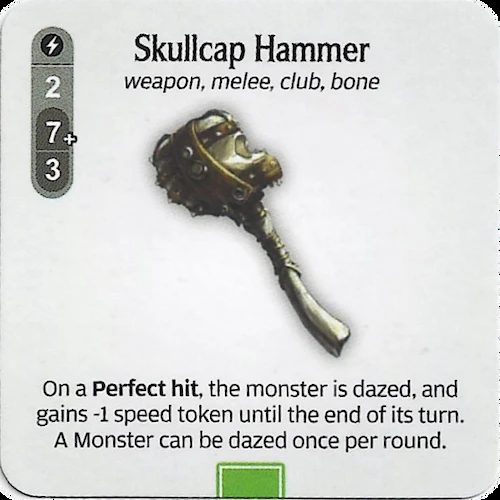 Skullcap Hammer
weapon, melee, club, bone
2
7+
3
On a Perfect hit, the monster is dazed, and
gains -1 speed token until the end of its turn.
A Monster can be dazed once per round.